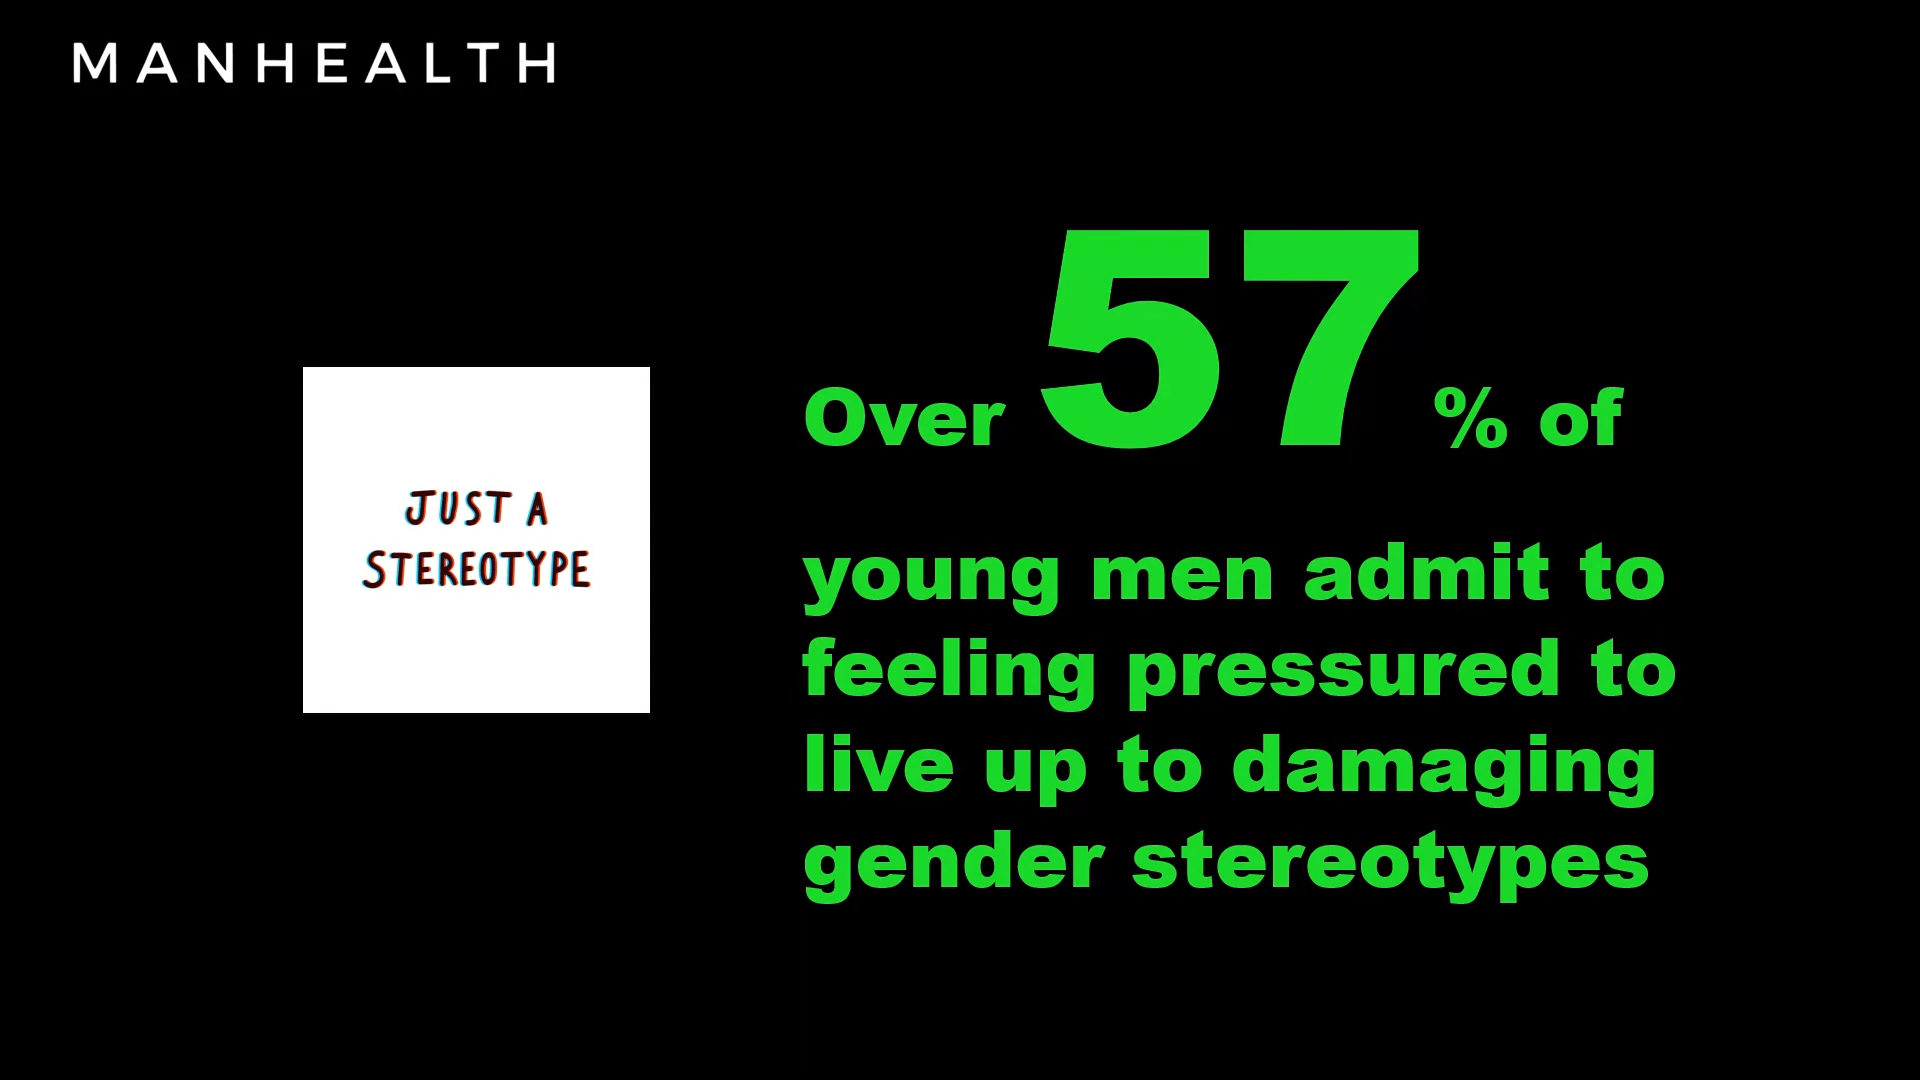 MANHEALTH
JUST A
STEREOTYPE
Over 57 % of
young men admit to
feeling pressured to
live up to damaging
gender stereotypes